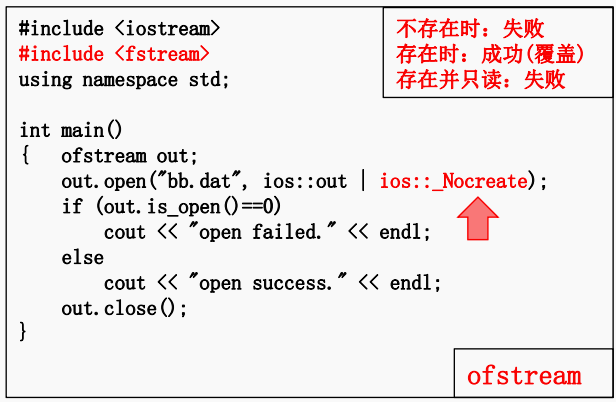 #include <iostream>
#include <fstream>
using namespace std;
不存在时：失败
存在时：成功(覆盖)
存在并只读：失败
int main()
{   ofstream out;
    out.open("bb.dat", ios::out | ios::_Nocreate);
    if (out.is_open()==0)
        cout << "open failed." << endl;
    else
        cout << "open success." << endl;
    out.close();
}
ofstream